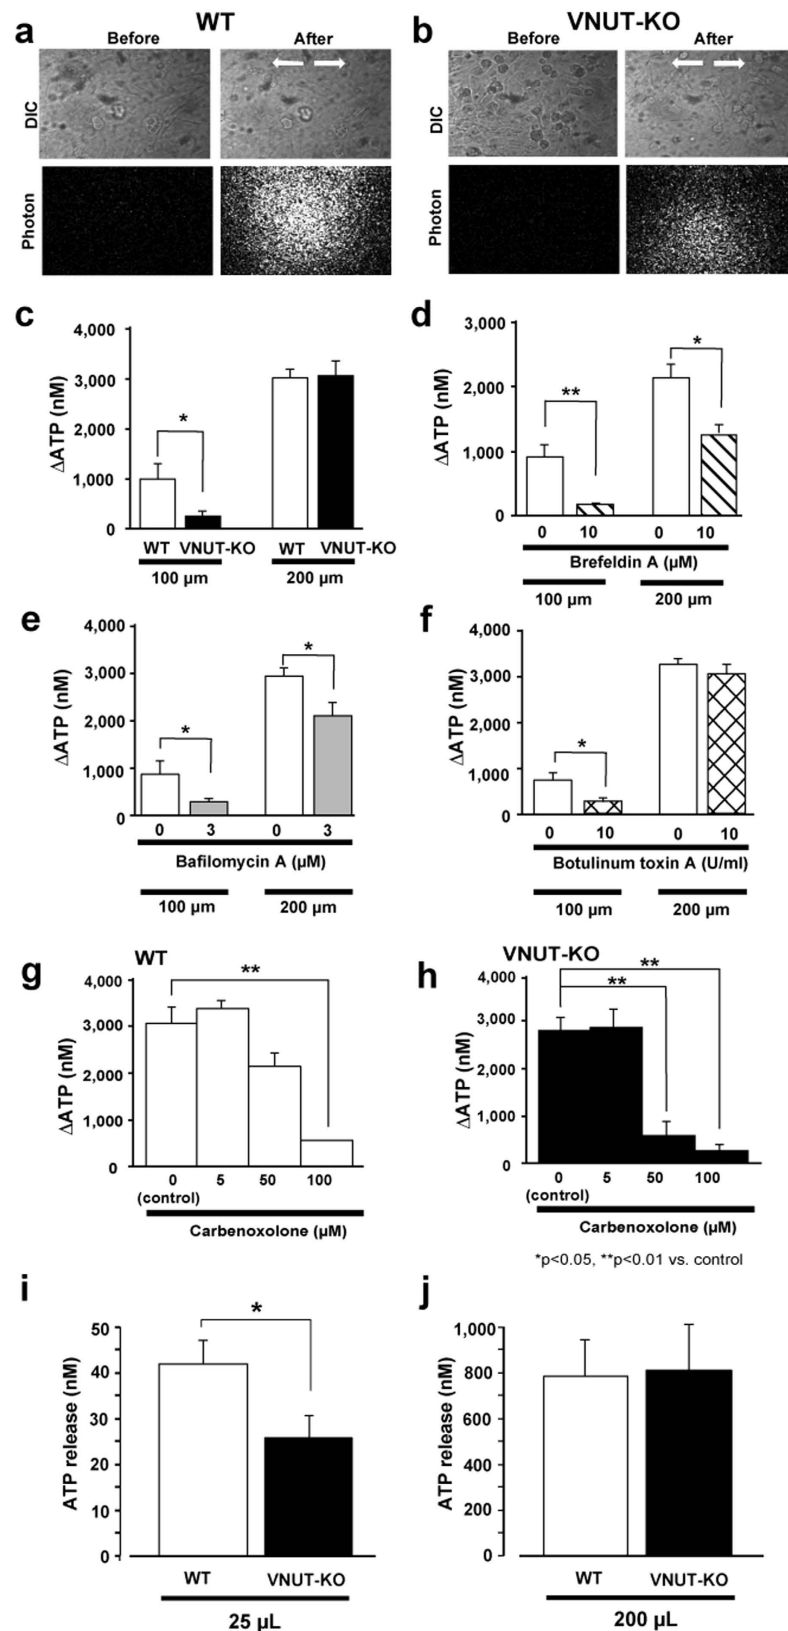 a WT
Before After
DIC
Photon
b VNUT-KO
Before After
DIC
Photon
c
ΔATP (nM)
4,000
3,000
2,000
1,000
0
*
WT VNUT-KO WT VNUT-KO
100 µm 200 µm
d
ΔATP (nM)
3,000
2,000
1,000
0
** *
0 10 0 10
Brefeldin A (µM)
100 µm 200 µm
e
ΔATP (nM)
4,000
3,000
2,000
1,000
0
* *
0 3 0 3
Bafilomycin A (µM)
100 µm 200 µm
f
ΔATP (nM)
4,000
3,000
2,000
1,000
0
*
0 10 0 10
Botulinum toxin A (U/ml)
100 µm 200 µm
g WT
ΔATP (nM)
4,000
3,000
2,000
1,000
0
**
0 5 50 100
(control)
Carbenoxolone (µM)
h VNUT-KO
ΔATP (nM)
4,000
3,000
2,000
1,000
0
**
**
0 5 50 100
(control)
Carbenoxolone (µM)
*p<0.05, **p<0.01 vs. control
i
ATP release (nM)
50
40
30
20
10
0
*
WT VNUT-KO
25 µL
j
ATP release (nM)
1,000
800
600
400
200
0
WT VNUT-KO
200 µL